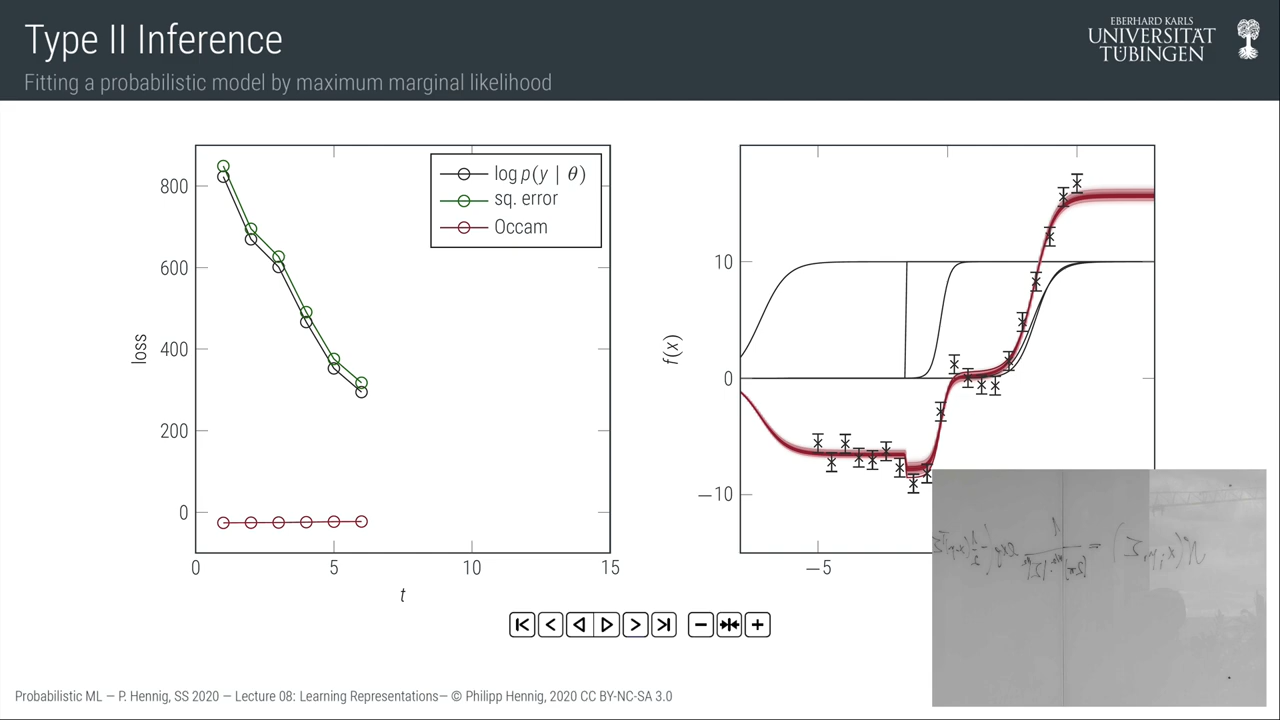 Type II Inference
Fitting a probabilistic model by maximum marginal likelihood
EBERHARD KARLS
UNIVERSITÄT
TÜBINGEN
log p(y | θ)
sq. error
Occam
800
600
400
200
0
loss
0
5
10
15
t
10
0
−10
f(x)
−5
Probabilistic ML — P. Hennig, SS 2020 — Lecture 08: Learning Representations— © Philipp Hennig, 2020 CC BY-NC-SA 3.0